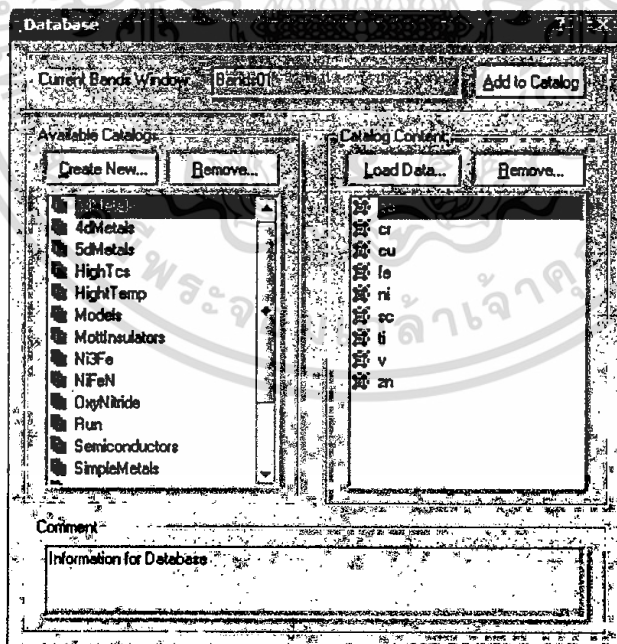 Database
Current Bands Window: Bands01 Add to Catalog
Available Catalogs
Create New... Remove...
4dMetals
5dMetals
HighTcs
HightTemp
Models
MottInsulators
Ni3Fe
NiFeN
OxyNitride
Run
Semiconductors
SimpleMetals
Catalog Content
Load Data... Remove...
cr
cu
fe
ni
sc
ti
v
zn
Comment
Information for Database